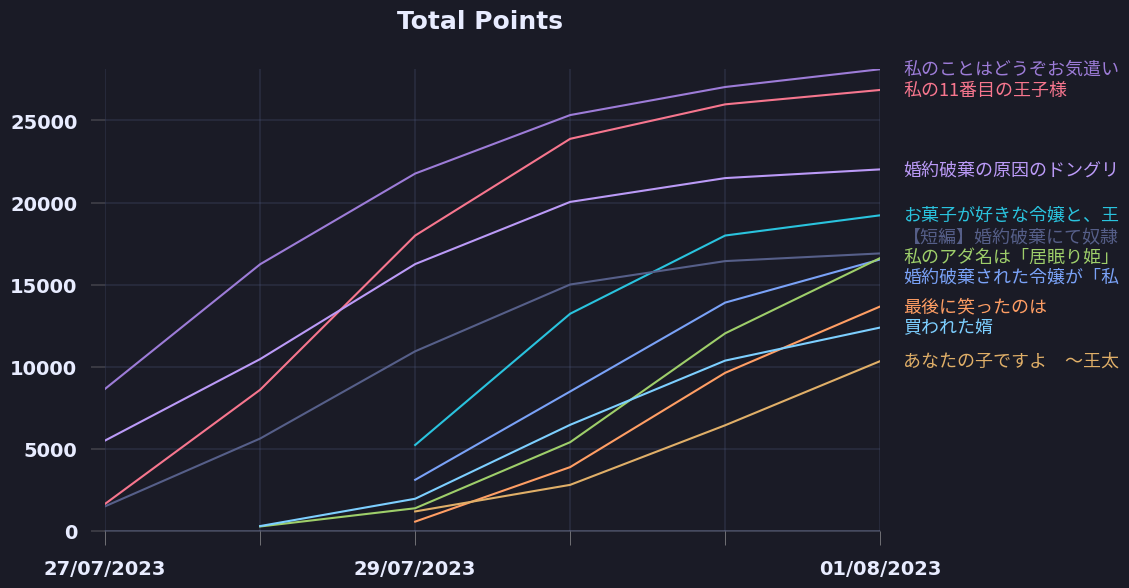 Total Points
私のことはどうぞお気遣い
私の11番目の王子様
25000
婚約破棄の原因のドングリ
20000
お菓子が好きな令嬢と、王
【短編】婚約破棄にて奴隷
私のアダ名は「居眠り姫」
婚約破棄された令嬢が「私
15000
最後に笑ったのは
買われた婿
10000
あなたの子ですよ　～王太
5000
0
27/07/2023
29/07/2023
01/08/2023